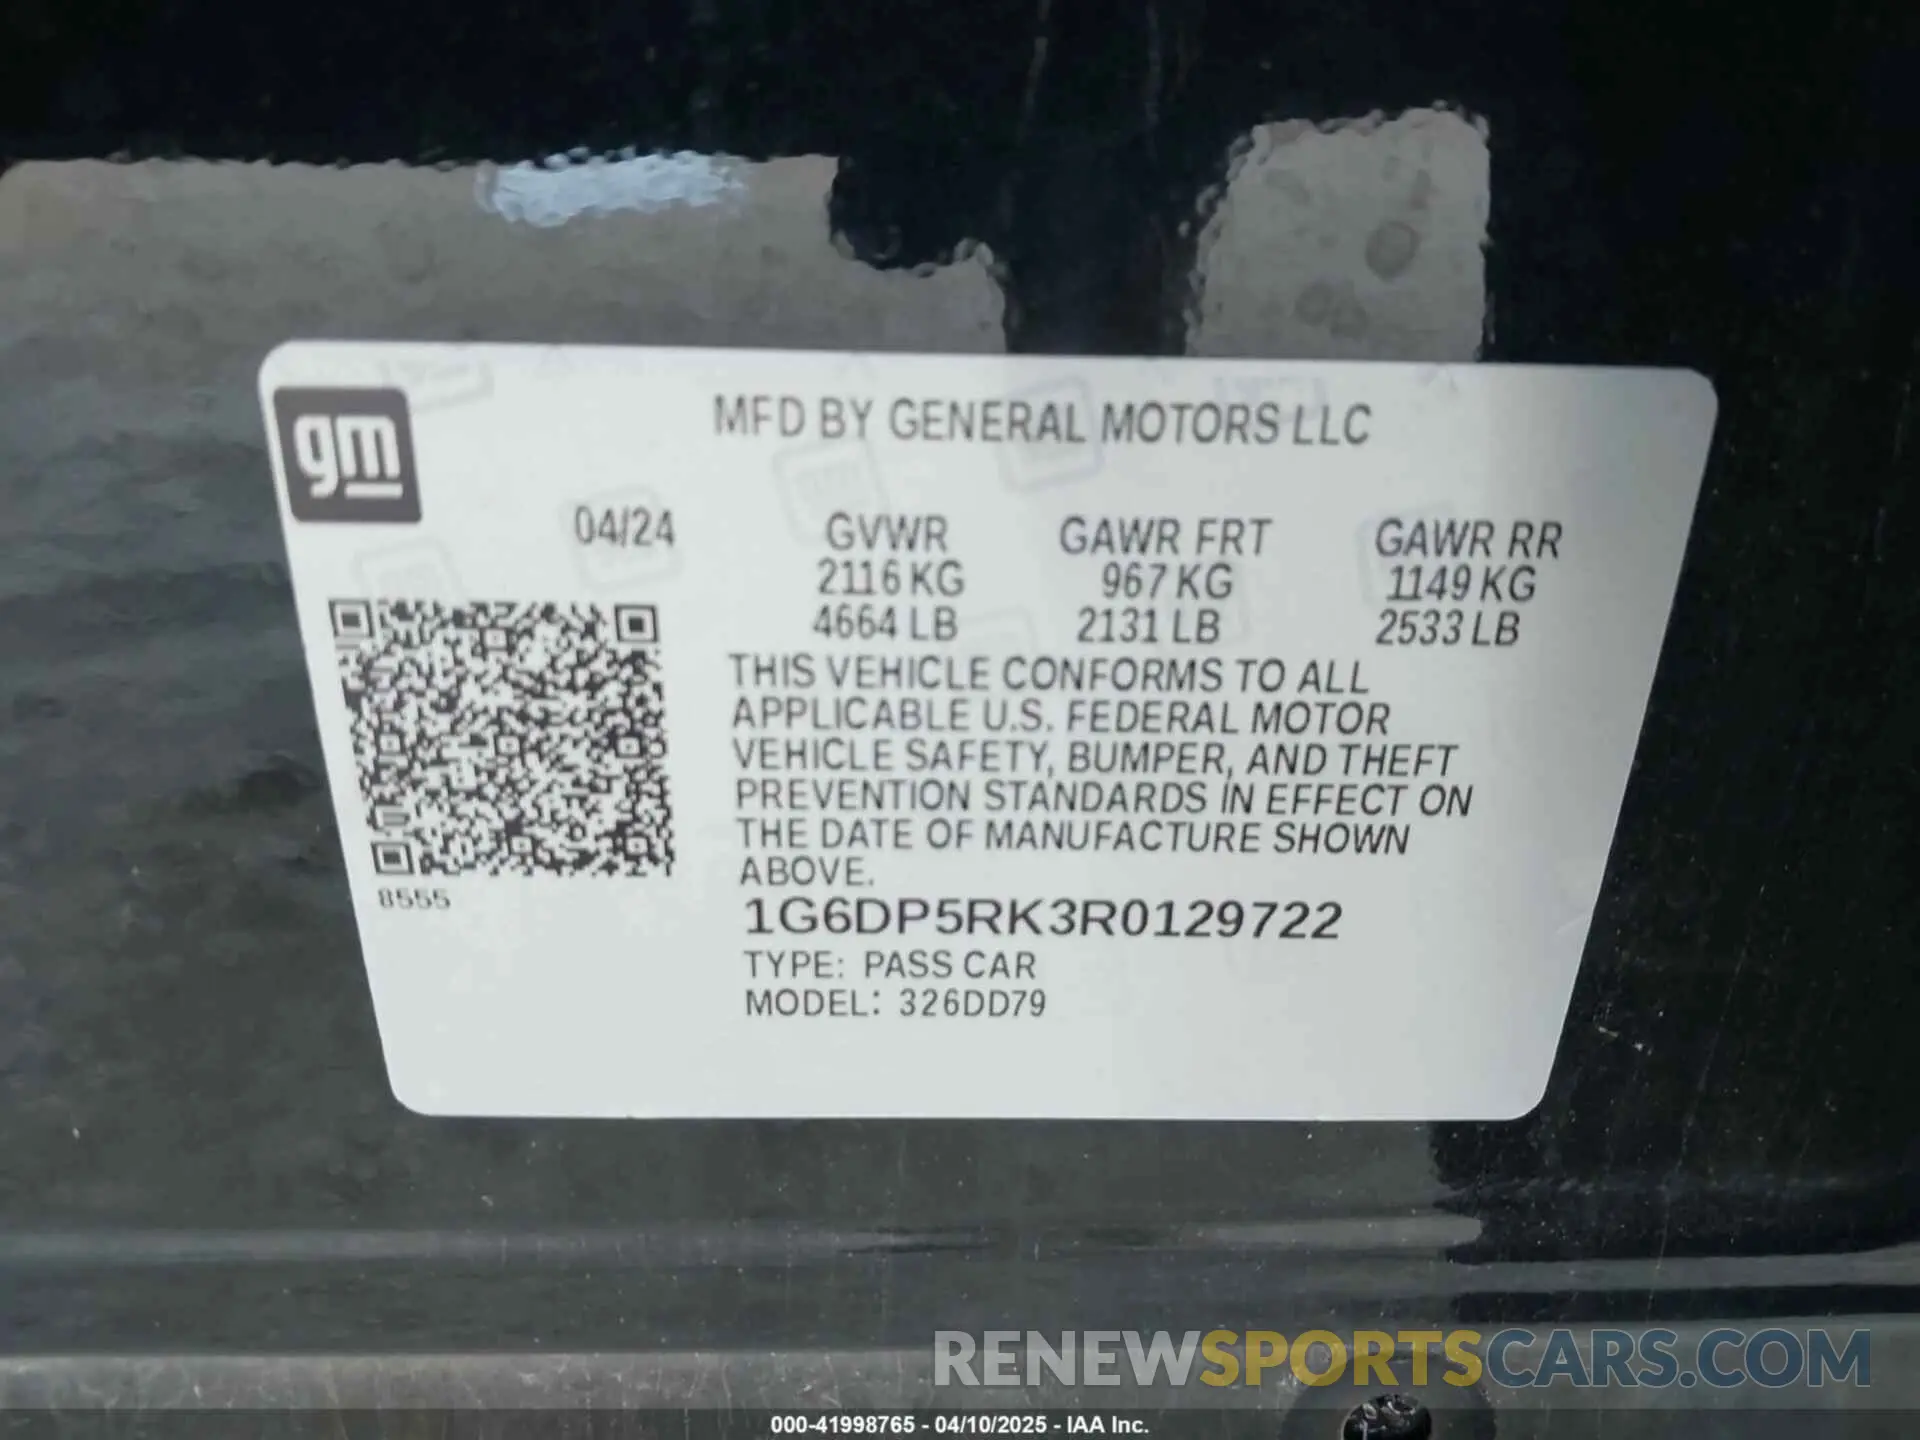 gm
MFD BY GENERAL MOTORS LLC
04/24 GVWR GAWR FRT GAWR RR
2116 KG 967 KG 1149 KG
4664 LB 2131 LB 2533 LB
THIS VEHICLE CONFORMS TO ALL
APPLICABLE U.S. FEDERAL MOTOR
VEHICLE SAFETY, BUMPER, AND THEFT
PREVENTION STANDARDS IN EFFECT ON
THE DATE OF MANUFACTURE SHOWN
ABOVE.
8555
1G6DP5RK3R0129722
TYPE: PASS CAR
MODEL: 326DD79
RENEWSPORTSCARS.COM
000-41998765 - 04/10/2025 - IAA Inc.